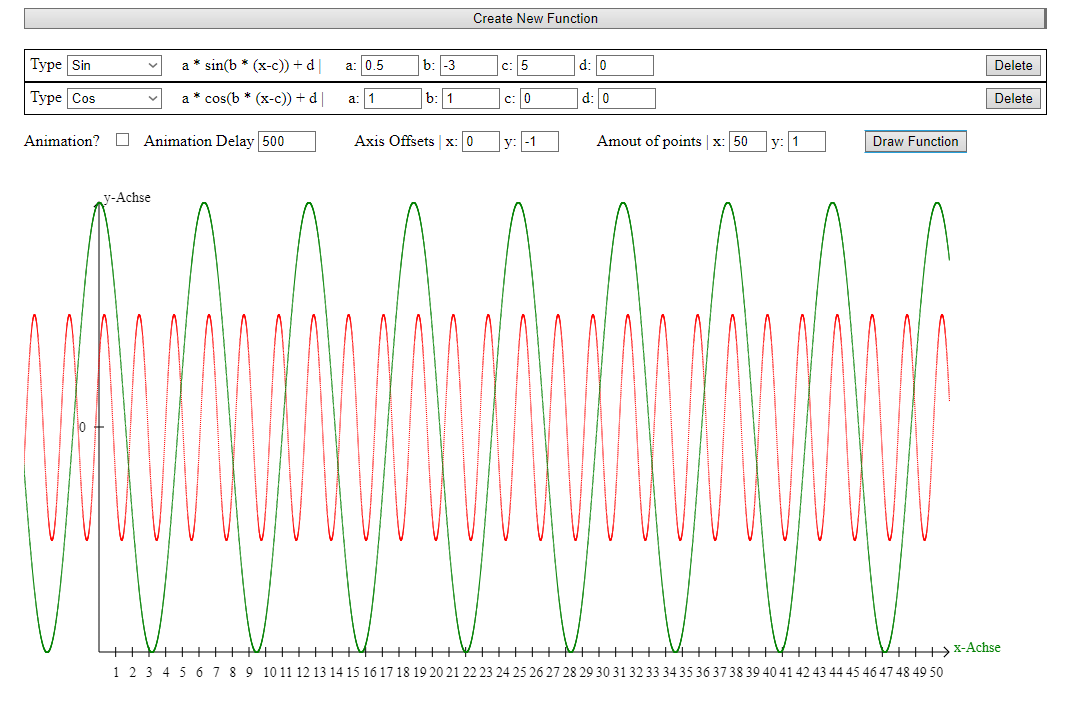 Create New Function
Type Sin a * sin(b * (x-c)) + d | a: 0.5 b: -3 c: 5 d: 0 Delete
Type Cos a * cos(b * (x-c)) + d | a: 1 b: 1 c: 0 d: 0 Delete
Animation? Animation Delay 500 Axis Offsets | x: 0 y: -1 Amout of points | x: 50 y: 1 Draw Function
y-Achse
0
x-Achse
1 2 3 4 5 6 7 8 9 10 11 12 13 14 15 16 17 18 19 20 21 22 23 24 25 26 27 28 29 30 31 32 33 34 35 36 37 38 39 40 41 42 43 44 45 46 47 48 49 50